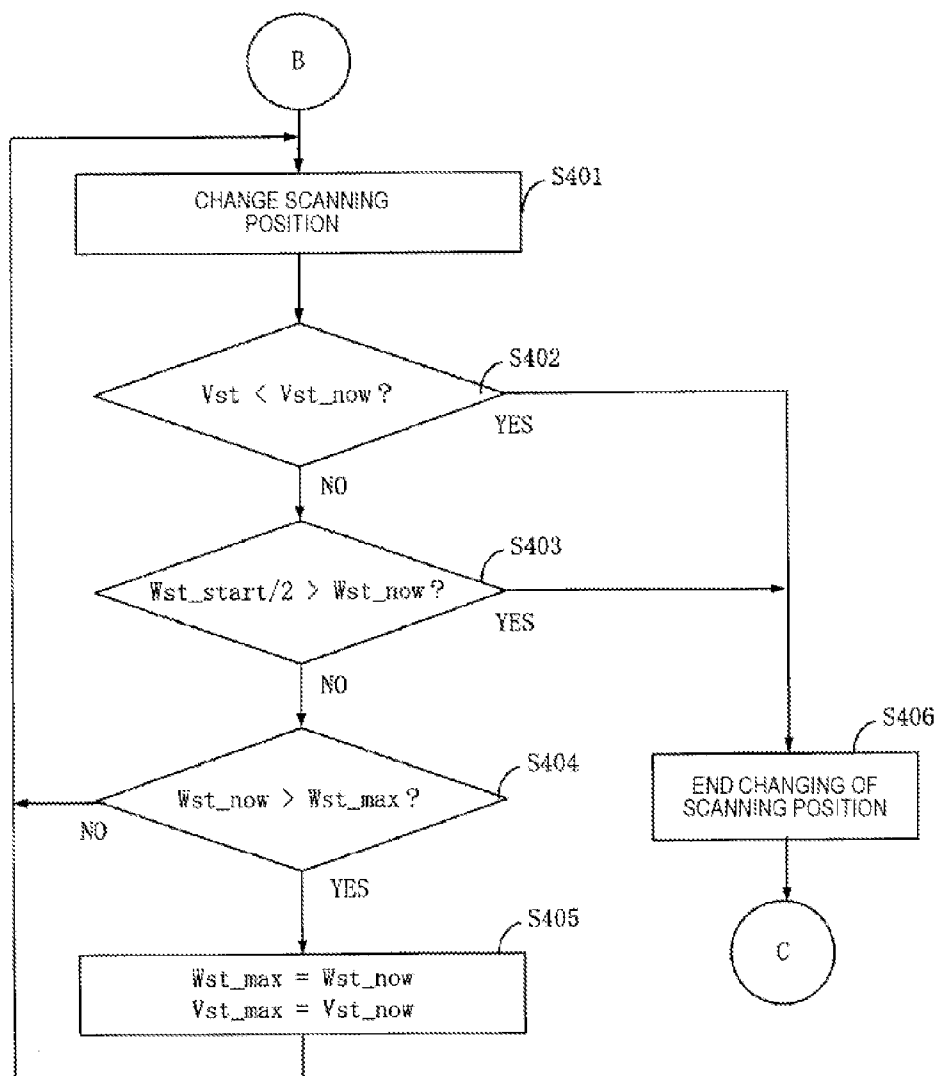 B
S401
CHANGE SCANNING
POSITION
S402
Vst < Vst_now?
YES
NO
S403
Wst_start/2 > Wst_now?
YES
NO
S404
Wst_now > Wst_max?
NO
YES
S406
END CHANGING OF
SCANNING POSITION
S405
Wst_max = Wst_now
Vst_max = Vst_now
C